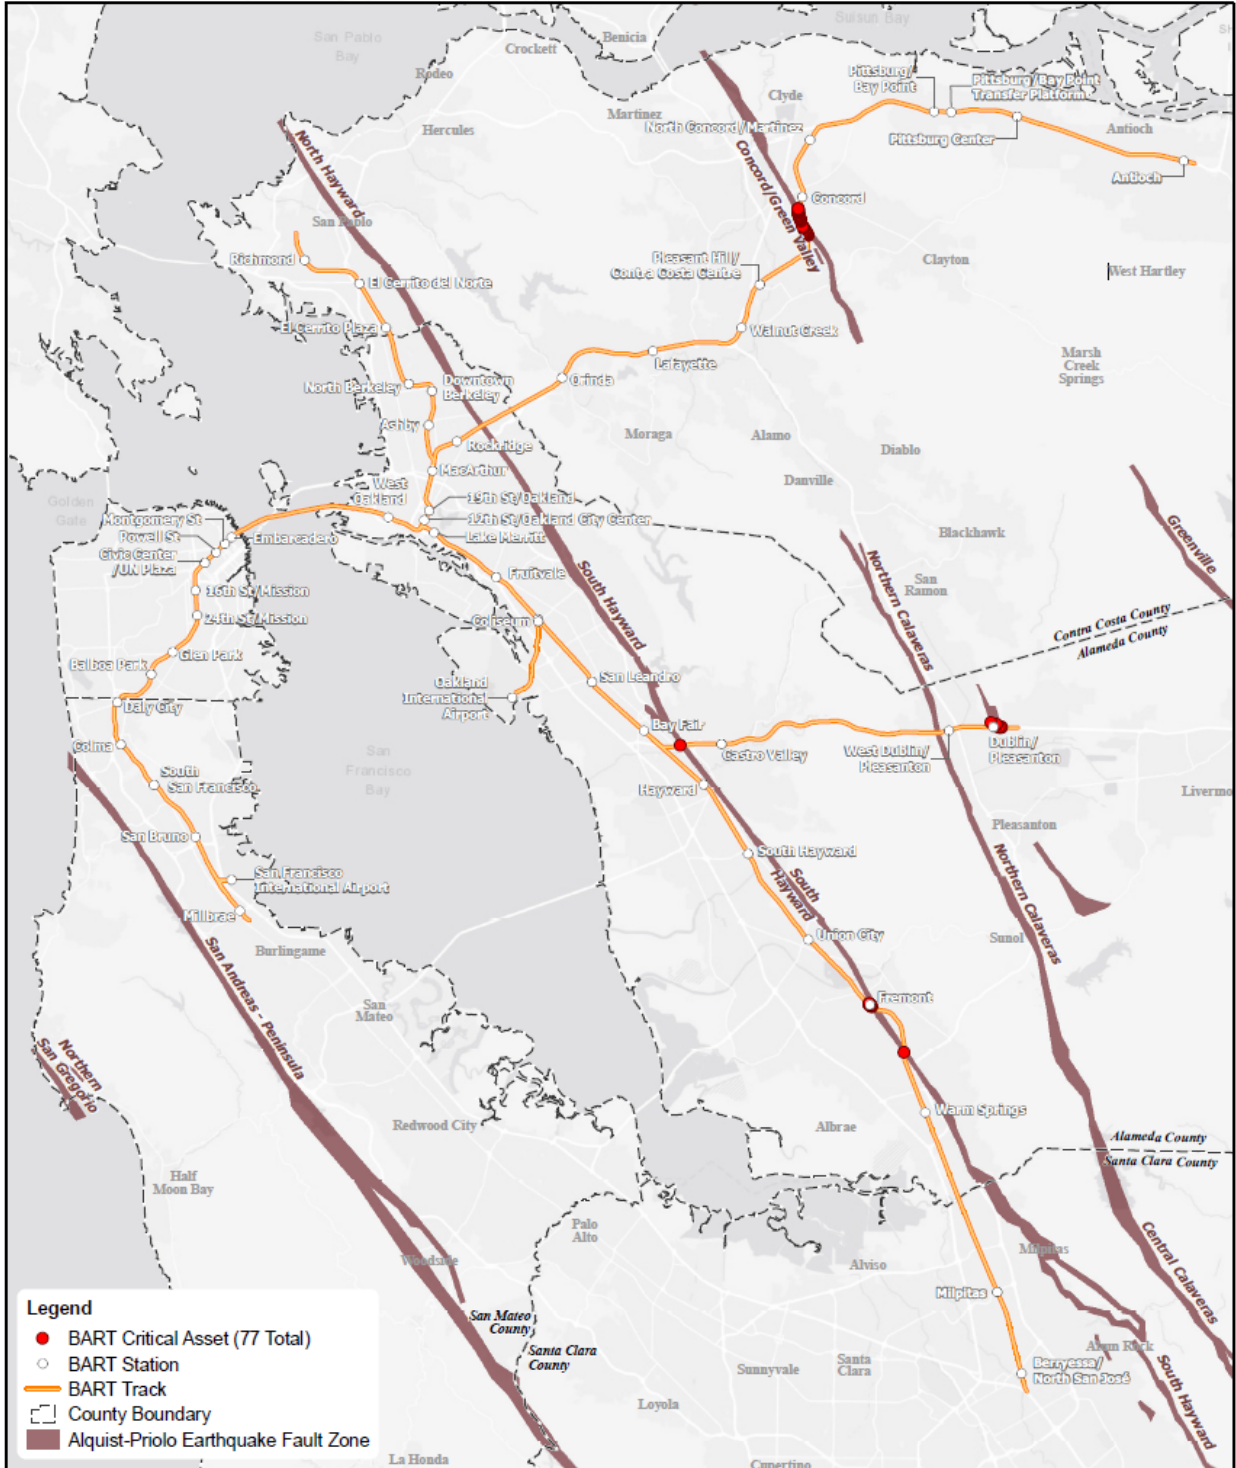 Suisun Bay
San Pablo
Bay
Benicia
Crockett
Rodeo
Pittsburg/
Bay Point
Pittsburg/Bay Point
Transfer Platform
Clyde
Martinez
North Concord/Martinez
Hercules
Antioch
Pittsburg Center
North Hayward
Concord/Green Valley
Antioch
Concord
San Pablo
Richmond
Pleasant Hill/
Contra Costa Centre
Clayton
West Hartley
El Cerrito del Norte
El Cerrito Plaza
Walnut Creek
Lafayette
Marsh
Creek
Springs
North Berkeley
Downtown
Berkeley
Orinda
Ashby
Rockridge
Moraga
Alamo
Diablo
MacArthur
Danville
West
Oakland
19th St/Oakland
Golden
Gate
12th St/Oakland City Center
Montgomery St
Powell St
Embarcadero
Lake Merritt
Blackhawk
Greenville
Civic Center
/UN Plaza
Fruitvale
South Hayward
Northern Calaveras
San
Ramon
16th St/Mission
24th St/Mission
Coliseum
Contra Costa County
Alameda County
Glen Park
Balboa Park
San Leandro
Oakland
International
Airport
Daly City
Bay Fair
Colma
Castro Valley
West Dublin/
Pleasanton
Dublin/
Pleasanton
San
Francisco
Bay
South
San Francisco
Hayward
Livermo
Pleasanton
San Bruno
South Hayward
San Francisco
International Airport
South
Hayward
Northern Calaveras
Millbrae
Union City
Sunol
Burlingame
San Andreas - Peninsula
Fremont
San
Mateo
Northern
San Gregorio
Warm Springs
Redwood City
Albrae
Alameda County
Santa Clara County
Half
Moon Bay
Palo
Alto
Milpitas
Central Calaveras
Woodside
Alviso
Milpitas
San Mateo
County
Santa Clara
County
Alum Rock
Berryessa/
North San José
South Hayward
Sunnyvale
Santa
Clara
Loyola
La Honda
Cupertino
Legend
BART Critical Asset (77 Total)
BART Station
BART Track
County Boundary
Alquist-Priolo Earthquake Fault Zone